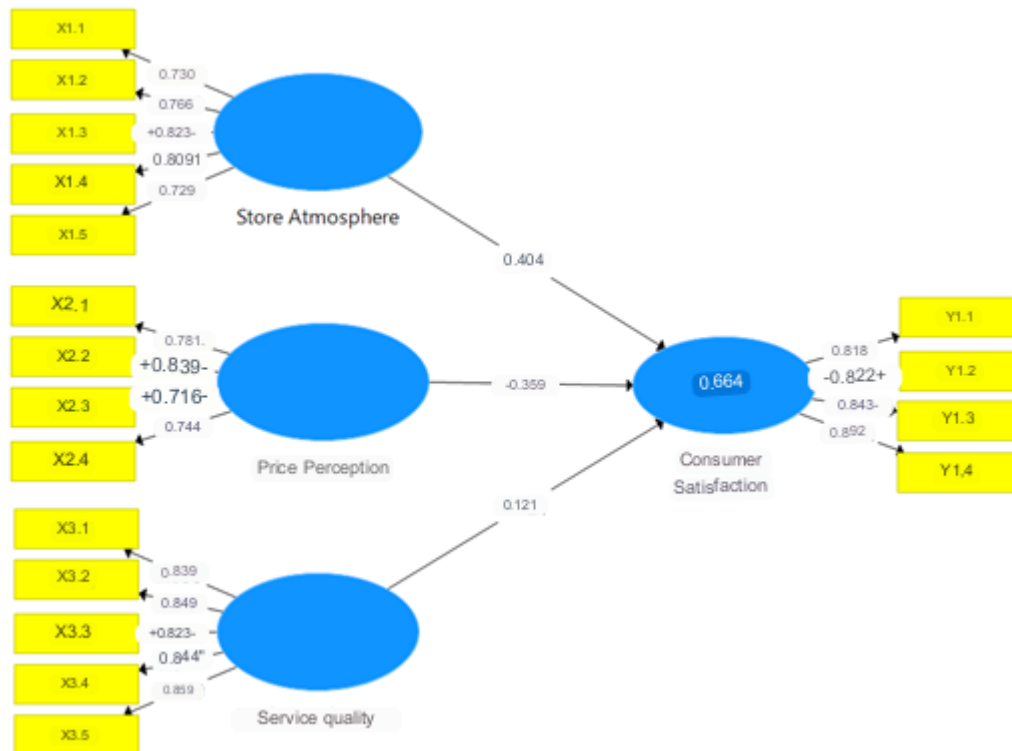 X1.1
0.730
X1.2
0.766
X1.3
+0.823-
X1.4
0.8091
X1.5
0.729
Store Atmosphere
0.404
X2.1
0.781.
X2.2
+0.839-
X2.3
+0.716-
X2.4
0.744
Price Perception
-0.359
X3.1
0.839
X3.2
0.849
X3.3
+0.823-
X3.4
0.844"
X3.5
0.859
Service quality
0.121
0.664
Consumer
Satisfaction
Y1.1
0.818
Y1.2
-0.822+
Y1.3
0.843-
Y1,4
0.892